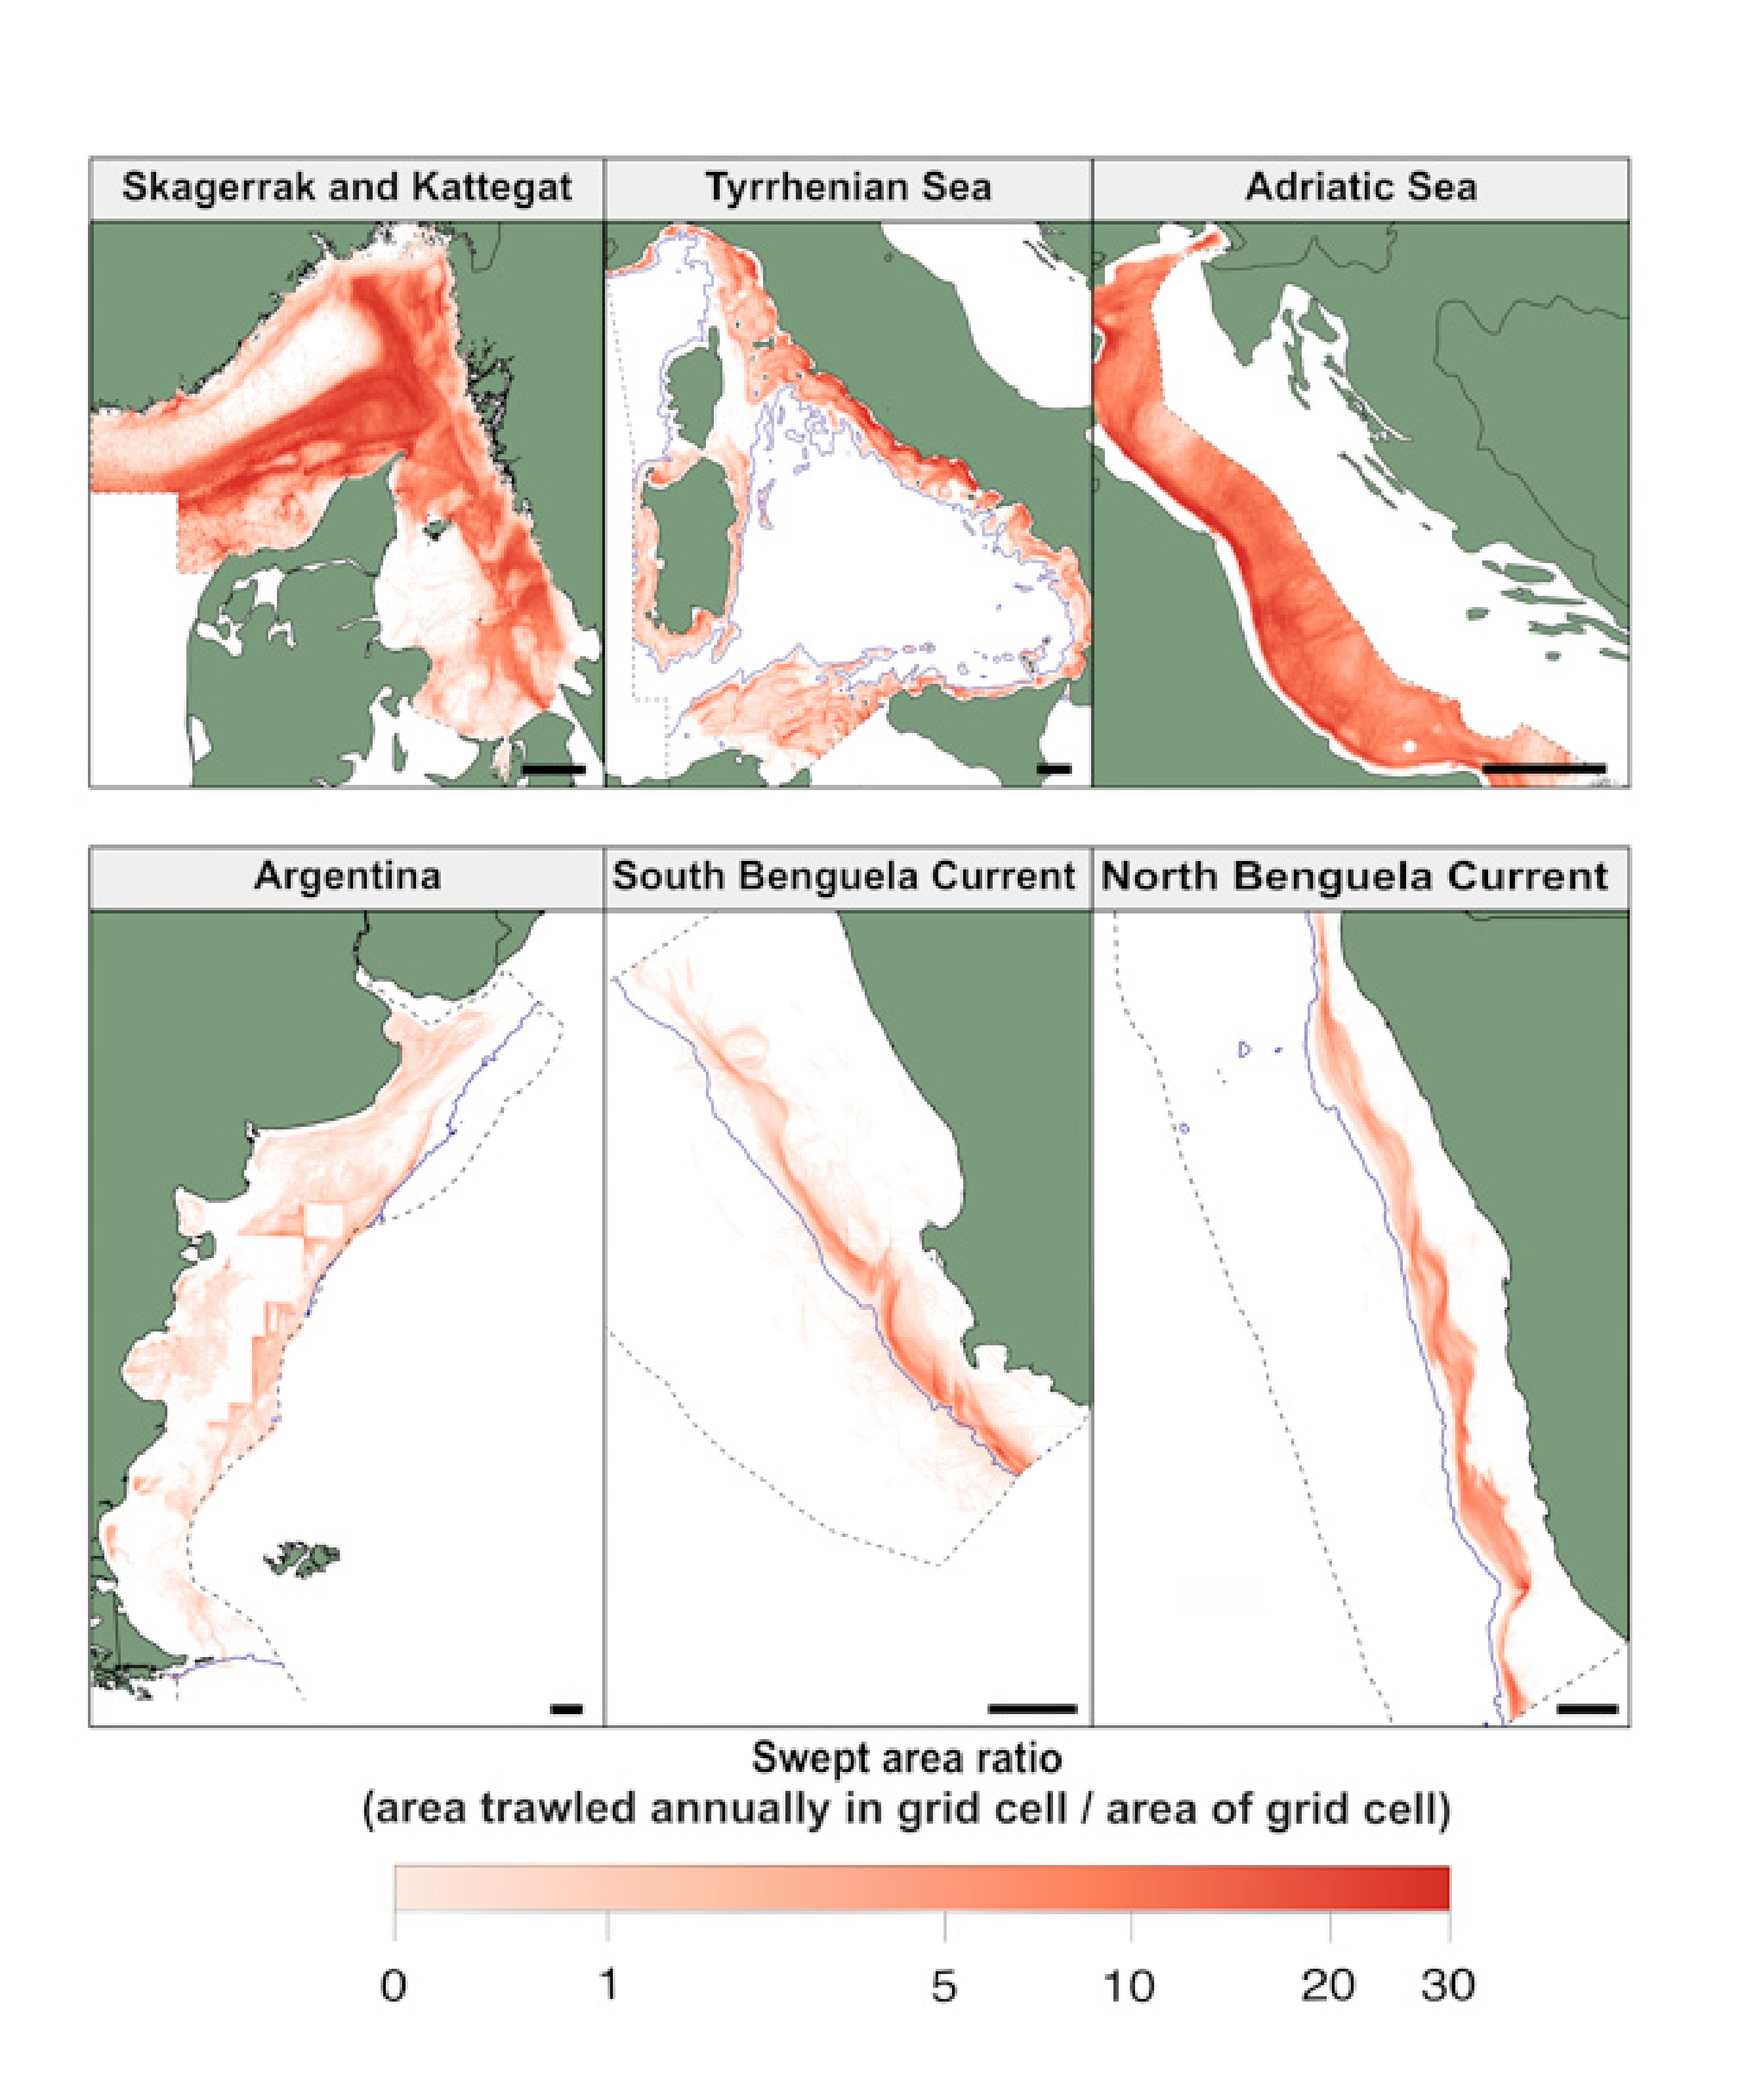 Skagerrak and Kattegat
Tyrrhenian Sea
Adriatic Sea
Argentina
South Benguela Current
North Benguela Current
Swept area ratio
(area trawled annually in grid cell / area of grid cell)
0 1 5 10 20 30